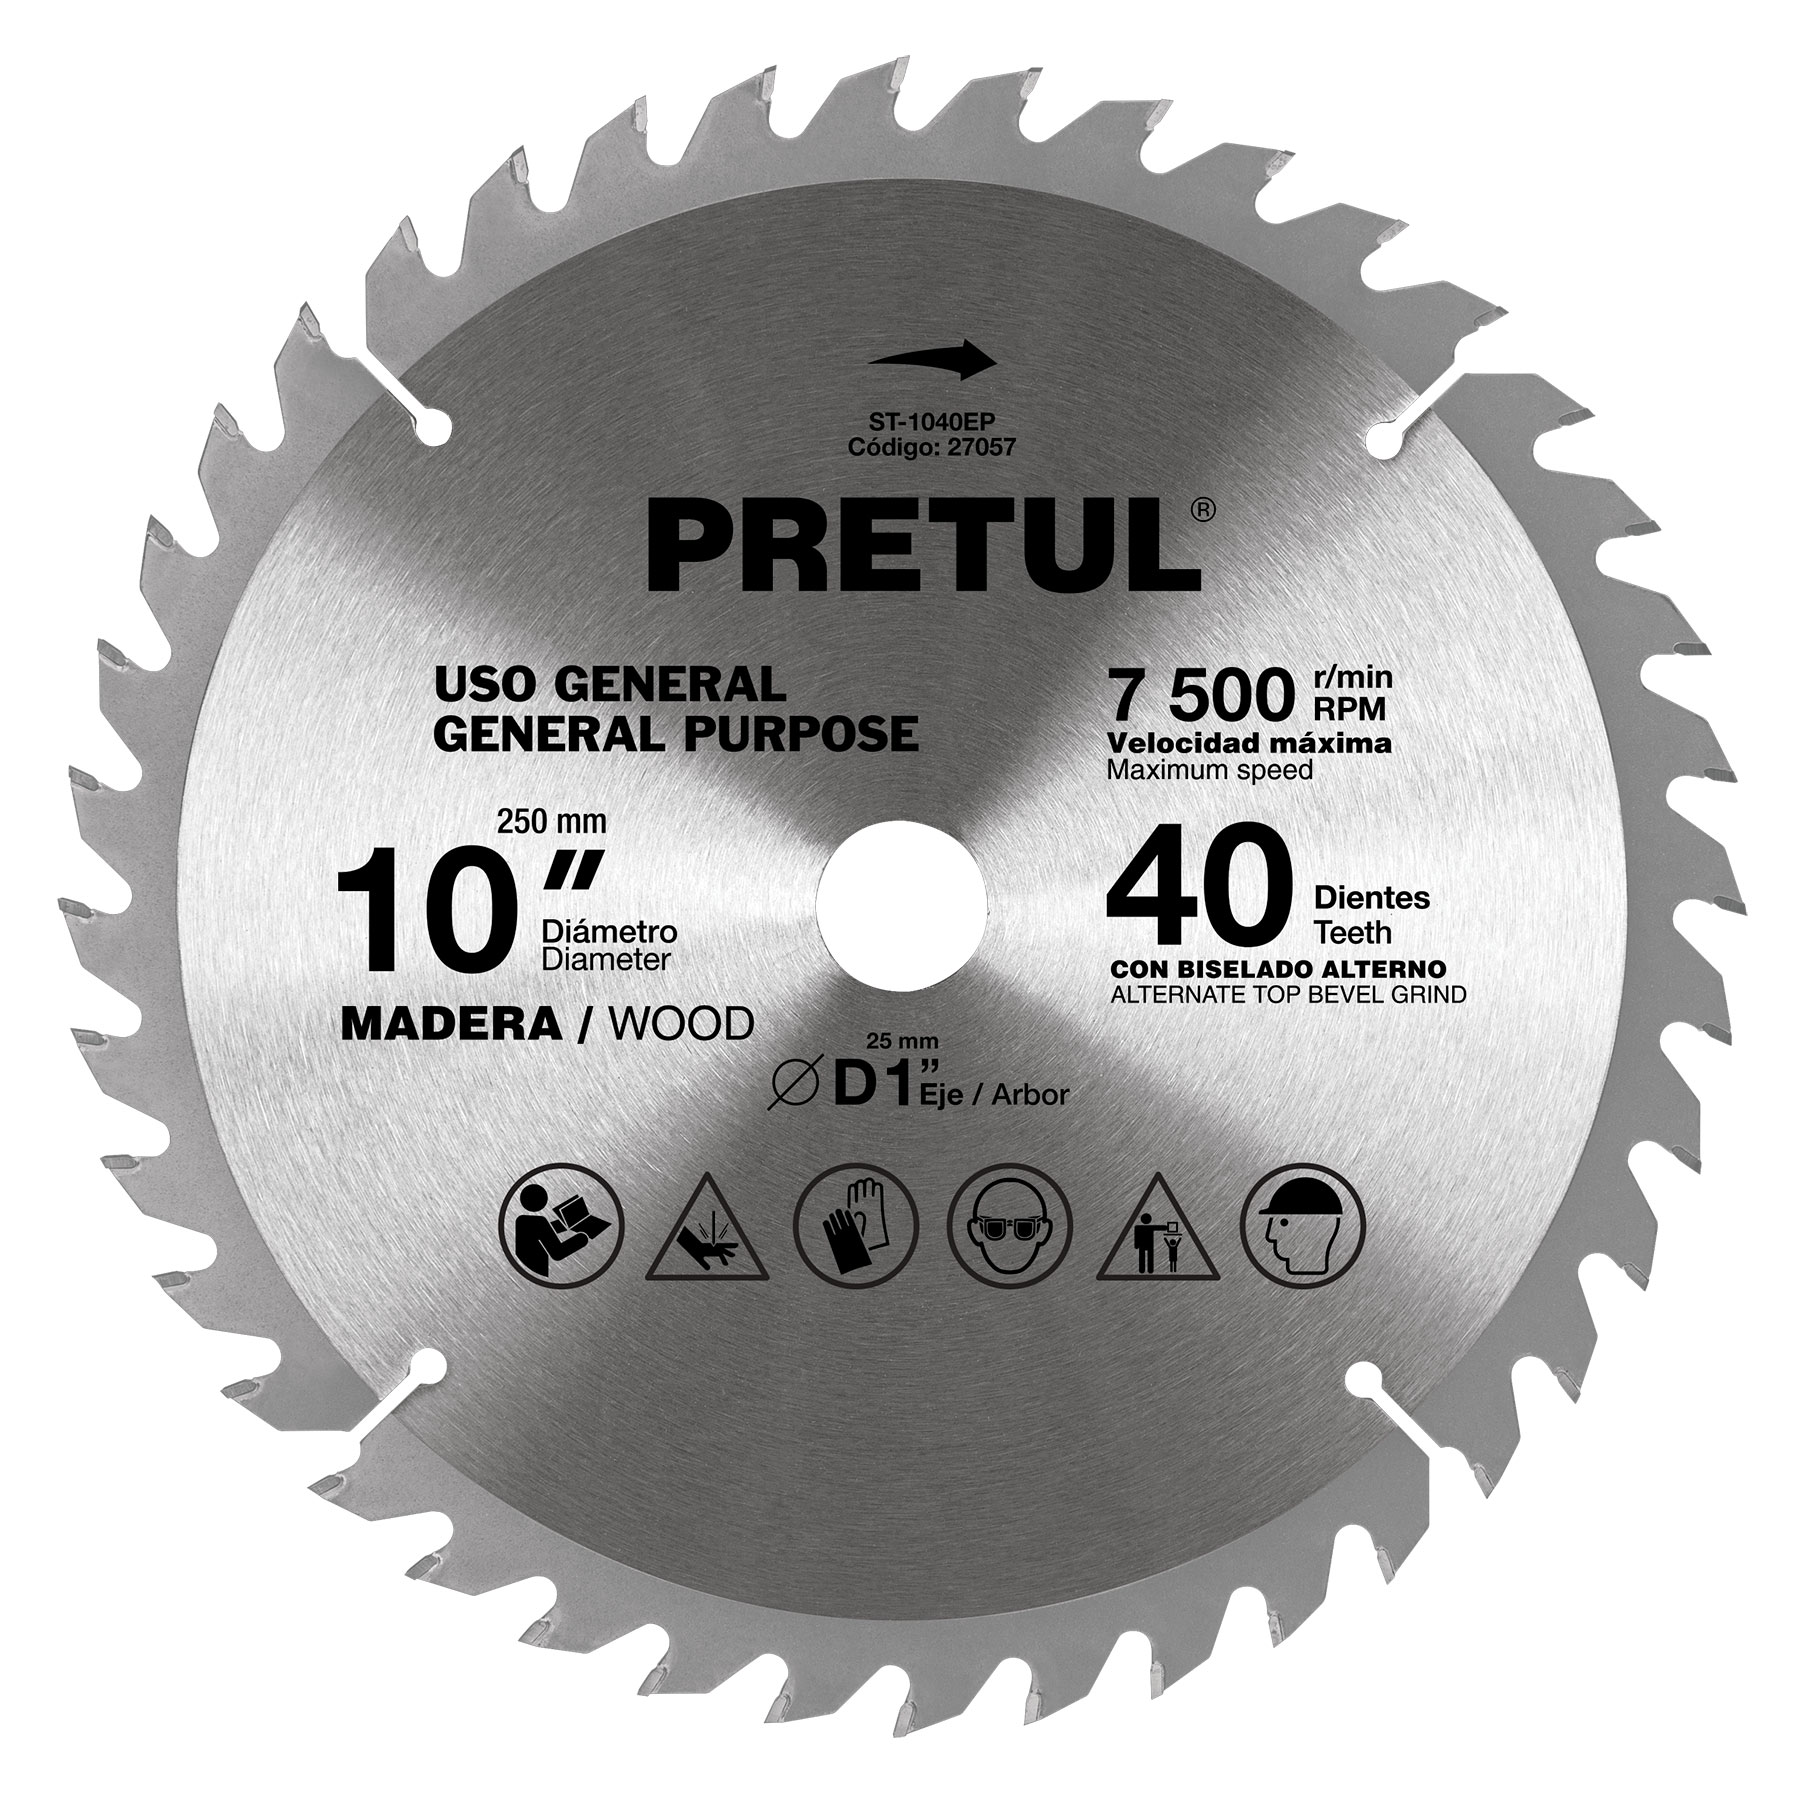 ST-1040EP
Código: 27057
PRETUL®
USO GENERAL
GENERAL PURPOSE
7 500 r/min
RPM
Velocidad máxima
Maximum speed
250 mm
10"
Diámetro
Diameter
MADERA / WOOD
40 Dientes
Teeth
CON BISELADO ALTERNO
ALTERNATE TOP BEVEL GRIND
25 mm
Ø D 1” Eje / Arbor